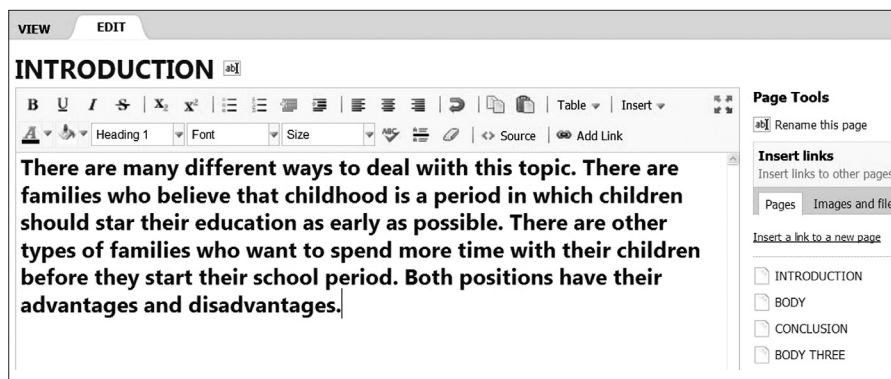 VIEW EDIT
INTRODUCTION abI
B U I S X₂ X² Table Insert
A Heading 1 Font Size ABC Source Add Link
There are many different ways to deal wiith this topic. There are
families who believe that childhood is a period in which children
should star their education as early as possible. There are other
types of families who want to spend more time with their children
before they start their school period. Both positions have their
advantages and disadvantages.
Page Tools
abI Rename this page
Insert links
Insert links to other pages
Pages Images and file
Insert a link to a new page
INTRODUCTION
BODY
CONCLUSION
BODY THREE